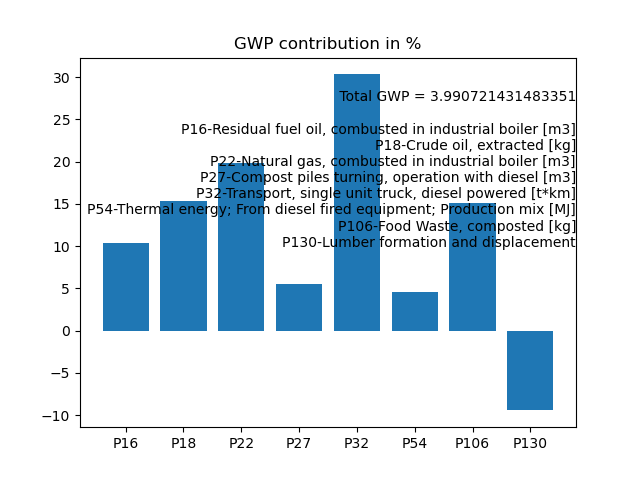 GWP contribution in %
30
25
20
15
10
5
0
−5
−10
Total GWP = 3.990721431483351
P16-Residual fuel oil, combusted in industrial boiler [m3]
P18-Crude oil, extracted [kg]
P22-Natural gas, combusted in industrial boiler [m3]
P27-Compost piles turning, operation with diesel [m3]
P32-Transport, single unit truck, diesel powered [t*km]
P54-Thermal energy; From diesel fired equipment; Production mix [MJ]
P106-Food Waste, composted [kg]
P130-Lumber formation and displacement
P16 P18 P22 P27 P32 P54 P106 P130